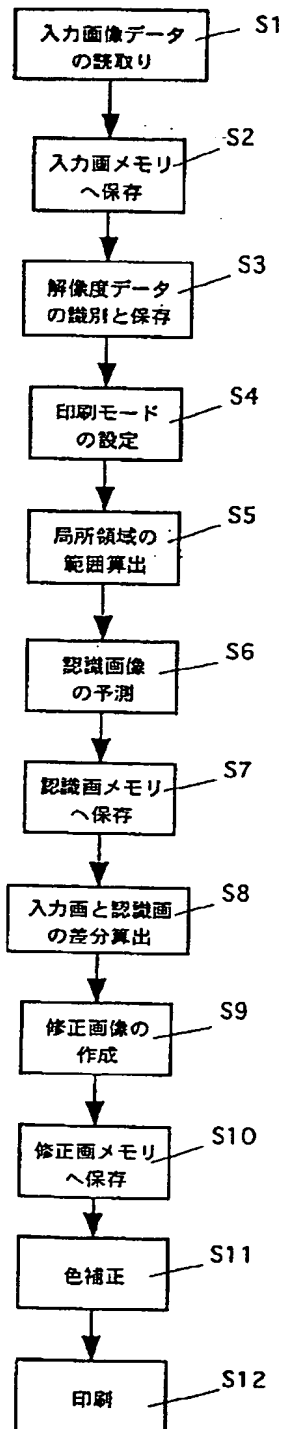 入力画像データ
の読取り
S1
入力画メモリ
へ保存
S2
解像度データ
の識別と保存
S3
印刷モード
の設定
S4
局所領域の
範囲算出
S5
認識画像
の予測
S6
認識画メモリ
へ保存
S7
入力画と認識画
の差分算出
S8
修正画像の
作成
S9
修正画メモリ
へ保存
S10
色補正
S11
印刷
S12